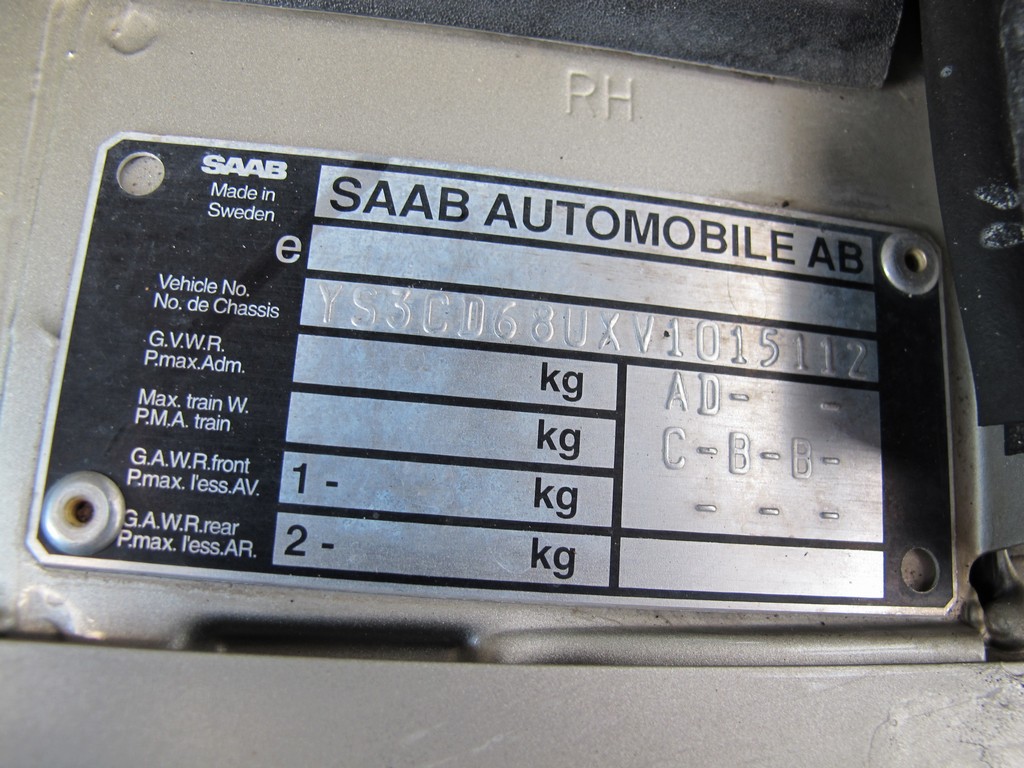 RH
SAAB
Made in
Sweden
SAAB AUTOMOBILE AB
e
Vehicle No.
No. de Chassis
YS3CD68UXV1015112
G.V.W.R.
P.max.Adm.
kg
AD- -
Max. train W.
P.M.A. train
kg
C-B-B-
G.A.W.R.front
P.max. l'ess.AV.
1 - kg
- - -
G.A.W.R.rear
P.max. l'ess.AR.
2 - kg